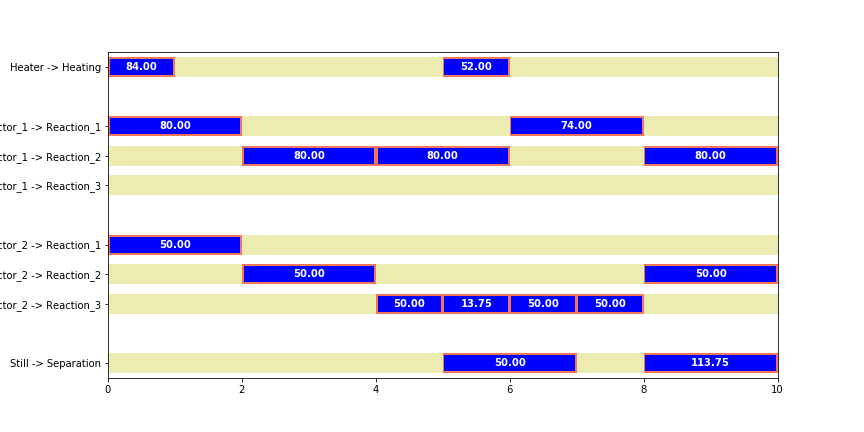 Heater -> Heating 84.00 52.00
ctor_1 -> Reaction_1 80.00 74.00
ctor_1 -> Reaction_2 80.00 80.00 80.00
ctor_1 -> Reaction_3
ctor_2 -> Reaction_1 50.00
ctor_2 -> Reaction_2 50.00 50.00
ctor_2 -> Reaction_3 50.00 13.75 50.00 50.00
Still -> Separation 50.00 113.75
0 2 4 6 8 10